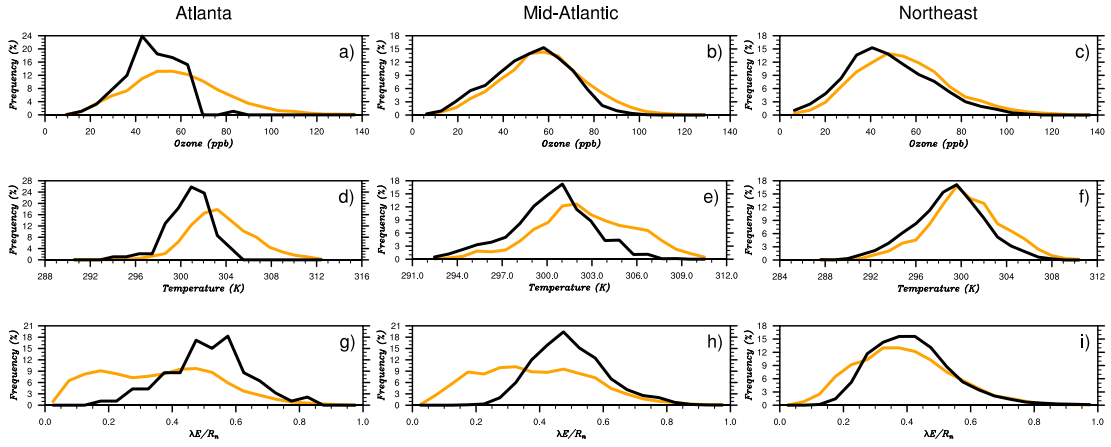 Atlanta Mid-Atlantic Northeast
24 20 16 12 8 4 0 Frequency (%) a) 0 20 40 60 80 100 120 140 Ozone (ppb)
18 15 12 9 6 3 0 Frequency (%) b) 0 20 40 60 80 100 120 140 Ozone (ppb)
18 15 12 9 6 3 0 Frequency (%) c) 0 20 40 60 80 100 120 140 Ozone (ppb)
28 24 20 16 12 8 4 0 Frequency (%) d) 288 292 296 300 304 308 312 316 Temperature (K)
18 15 12 9 6 3 0 Frequency (%) e) 291.0 294.0 297.0 300.0 303.0 306.0 309.0 312.0 Temperature (K)
18 15 12 9 6 3 0 Frequency (%) f) 284 288 292 296 300 304 308 312 Temperature (K)
21 18 15 12 9 6 3 0 Frequency (%) g) 0.0 0.2 0.4 0.6 0.8 1.0 λE/Rn
21 18 15 12 9 6 3 0 Frequency (%) h) 0.0 0.2 0.4 0.6 0.8 1.0 λE/Rn
18 15 12 9 6 3 0 Frequency (%) i) 0.0 0.2 0.4 0.6 0.8 1.0 λE/Rn